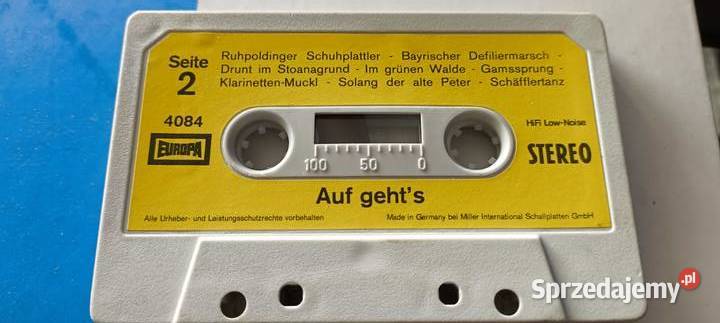 Seite
2
Ruhpoldinger Schuhplattler - Bayrischer Defiliermarsch -
Drunt im Stoanagrund - Im grünen Walde - Gamssprung -
Klarinetten-Muckl - Solang der alte Peter - Schäfflertanz
4084
EUROPA
HiFi Low-Noise
STEREO
100 50 0
Auf geht's
Alle Urheber- und Leistungsschutzrechte vorbehalten
Made in Germany bei Miller International Schallplatten GmbH
Sprzedajemy.pl